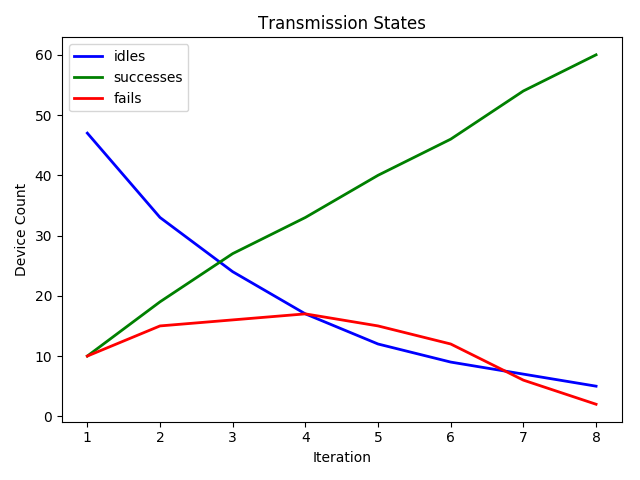 Transmission States
idles
successes
fails
60
50
40
30
20
10
0
Device Count
1 2 3 4 5 6 7 8
Iteration